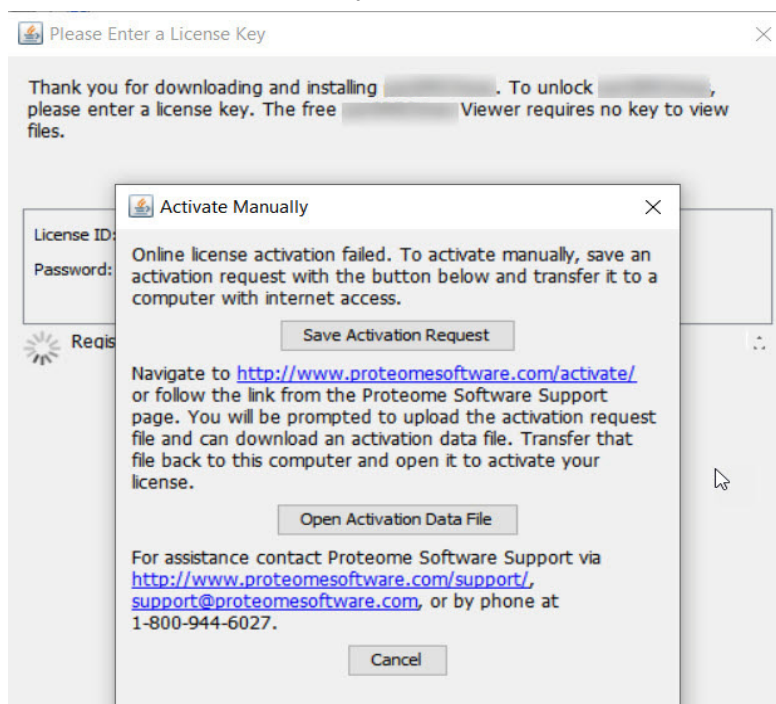 Please Enter a License Key
Thank you for downloading and installing . To unlock ,
please enter a license key. The free Viewer requires no key to view
files.
Activate Manually
License ID:
Password:
Online license activation failed. To activate manually, save an
activation request with the button below and transfer it to a
computer with internet access.
Save Activation Request
Regis
Navigate to http://www.proteomesoftware.com/activate/
or follow the link from the Proteome Software Support
page. You will be prompted to upload the activation request
file and can download an activation data file. Transfer that
file back to this computer and open it to activate your
license.
Open Activation Data File
For assistance contact Proteome Software Support via
http://www.proteomesoftware.com/support/,
support@proteomesoftware.com, or by phone at
1-800-944-6027.
Cancel